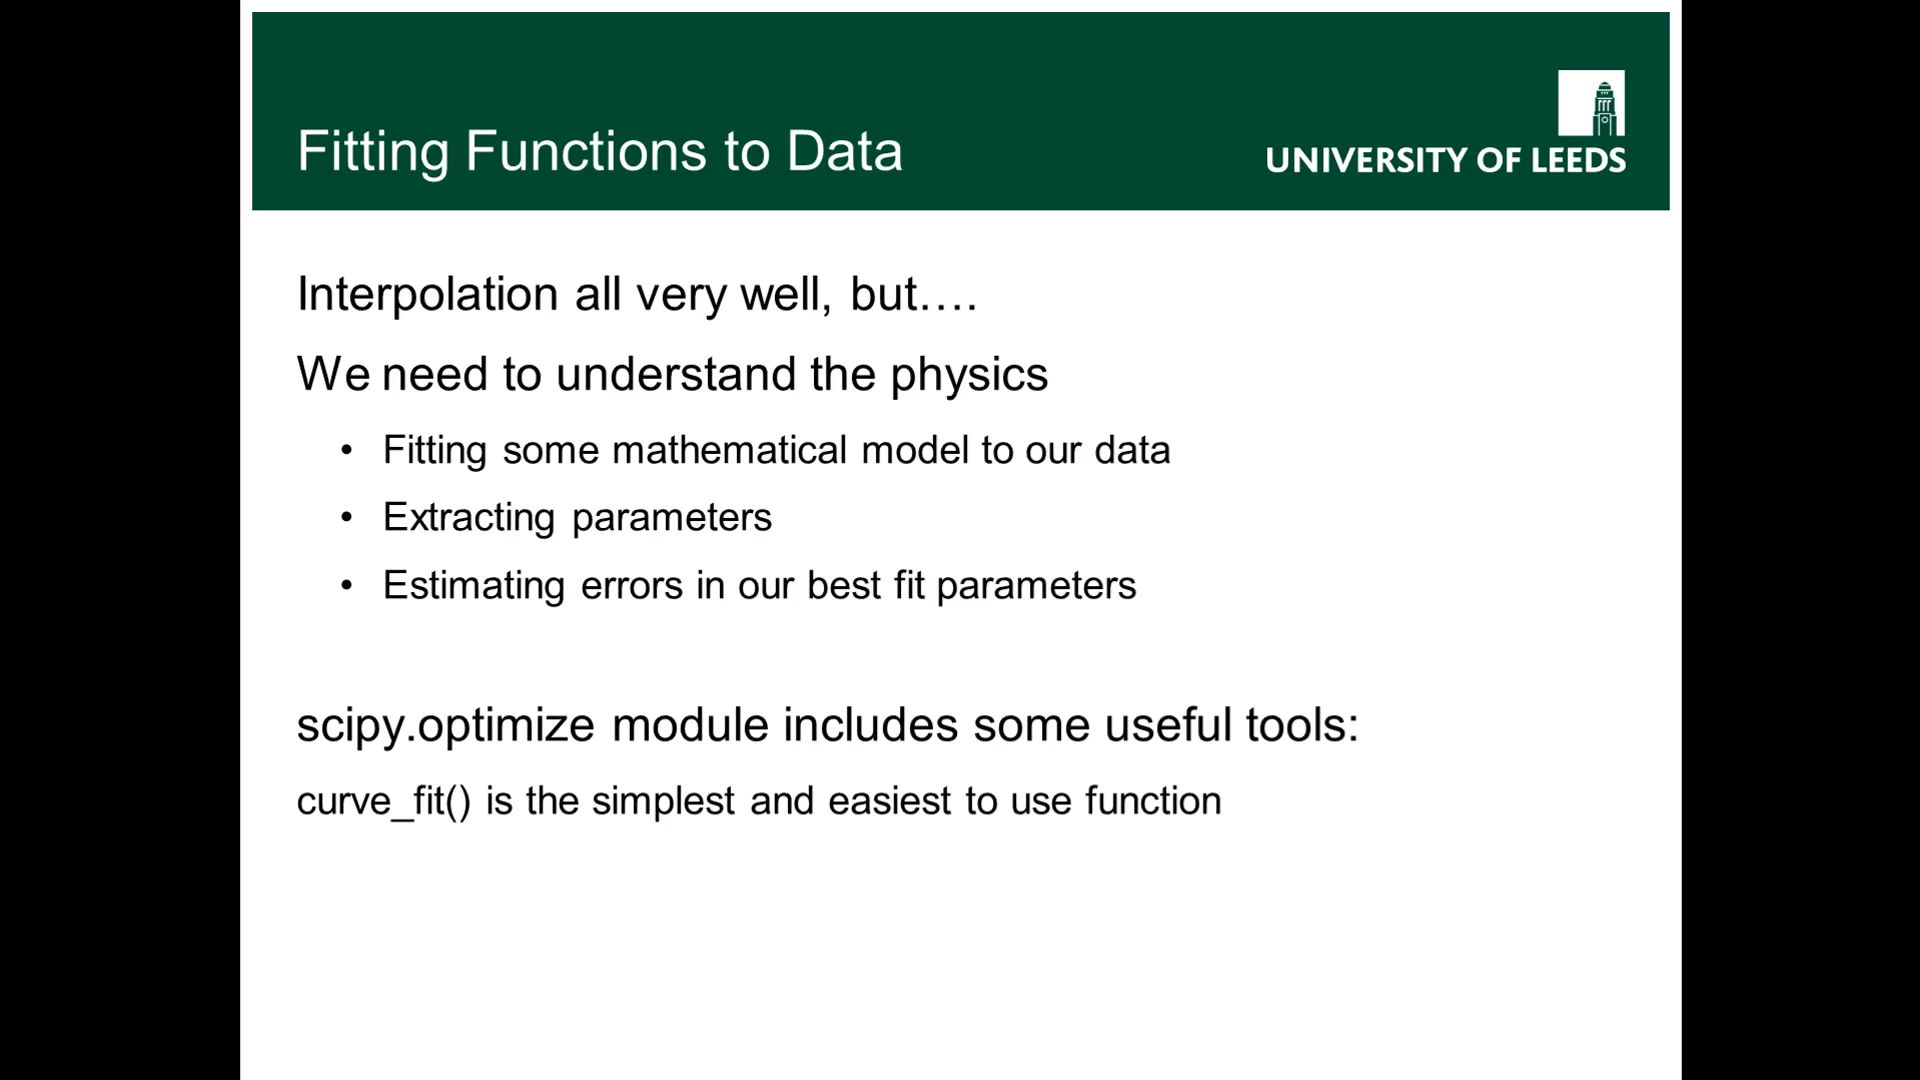 Fitting Functions to Data
UNIVERSITY OF LEEDS
Interpolation all very well, but….
We need to understand the physics
• Fitting some mathematical model to our data
• Extracting parameters
• Estimating errors in our best fit parameters
scipy.optimize module includes some useful tools:
curve_fit() is the simplest and easiest to use function